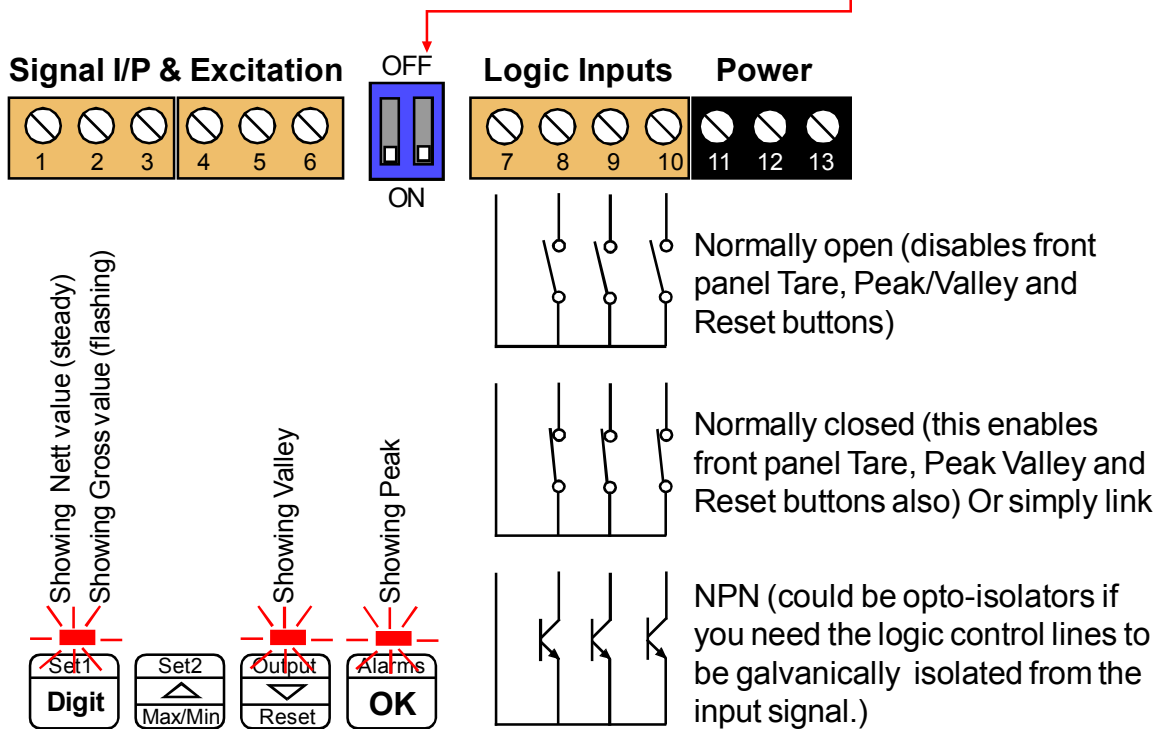 Signal I/P & Excitation
OFF
Logic Inputs
Power
1 2 3 4 5 6
7 8 9 10 11 12 13
ON
Normally open (disables front
panel Tare, Peak/Valley and
Reset buttons)
Normally closed (this enables
front panel Tare, Peak Valley and
Reset buttons also) Or simply link
NPN (could be opto-isolators if
you need the logic control lines to
be galvanically isolated from the
input signal.)
Showing Nett value (steady)
Showing Gross value (flashing)
Showing Valley
Showing Peak
Set1
Digit
Set2
Max/Min
Output
Reset
Alarms
OK